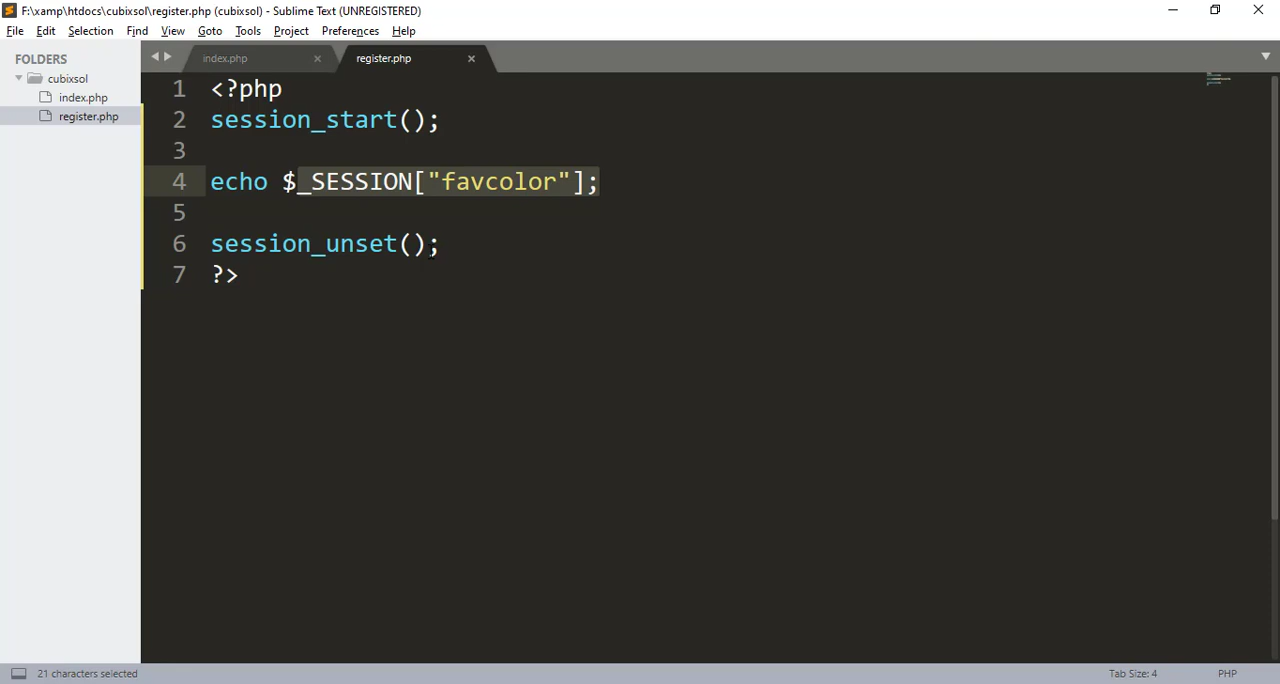 F:\xamp\htdocs\cubixsol\register.php (cubixsol) - Sublime Text (UNREGISTERED)
File Edit Selection Find View Goto Tools Project Preferences Help
FOLDERS
cubixsol
index.php
register.php
index.php register.php
1 <?php
2 session_start();
3
4 echo $_SESSION["favcolor"];
5
6 session_unset();
7 ?>
21 characters selected Tab Size: 4 PHP